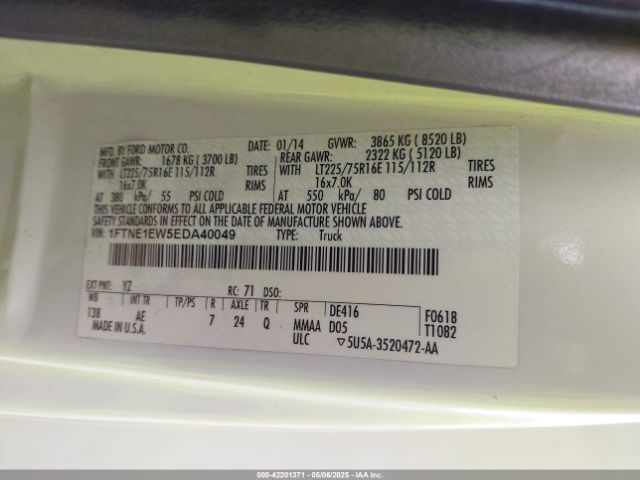 MFD. BY FORD MOTOR CO. DATE: 01/14 GVWR: 3865 KG ( 8520 LB)
FRONT GAWR: 1678 KG ( 3700 LB) REAR GAWR: 2322 KG ( 5120 LB)
WITH LT225/75R16E 115/112R TIRES WITH LT225/75R16E 115/112R TIRES
16x7.0K RIMS 16x7.0K RIMS
AT 380 kPa/ 55 PSI COLD AT 550 kPa/ 80 PSI COLD
THIS VEHICLE CONFORMS TO ALL APPLICABLE FEDERAL MOTOR VEHICLE
SAFETY STANDARDS IN EFFECT ON THE DATE OF MANUFACTURE SHOWN ABOVE.
VIN: 1FTNE1EW5EDA40049 TYPE: Truck
EXT PNT: YZ RC: 71 DSO:
WB INT TR TP/PS R AXLE TR SPR DE416 F0618
138 AE 7 24 Q MMAA D05 T1082
MADE IN U.S.A. ULC ▽5U5A-3520472-AA
000-42201371 - 05/06/2025 - IAAI.COM